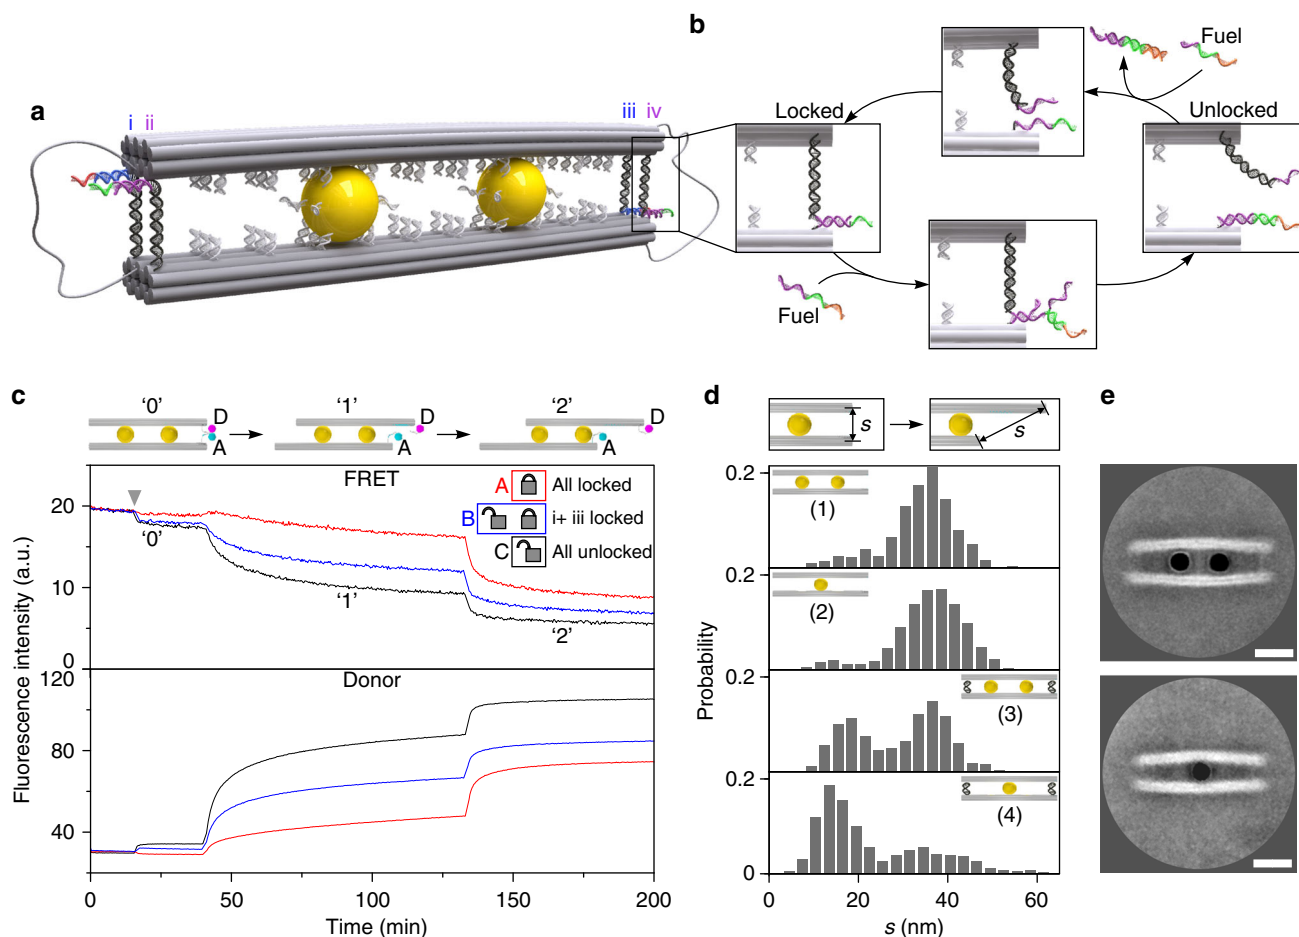 a
i ii
iii iv
b
Fuel
Locked
Unlocked
Fuel
c
'0'
'1'
'2'
D
A
D
A
D
A
FRET
A All locked
B i+ iii locked
C All unlocked
'0'
'1'
'2'
20
10
0
Fluorescence intensity (a.u.)
Donor
120
80
40
0 50 100 150 200
Time (min)
d
s
s
0.2
(1)
0.2
(2)
0.2
(3)
0.2
(4)
0
Probability
0 20 40 60
s (nm)
e